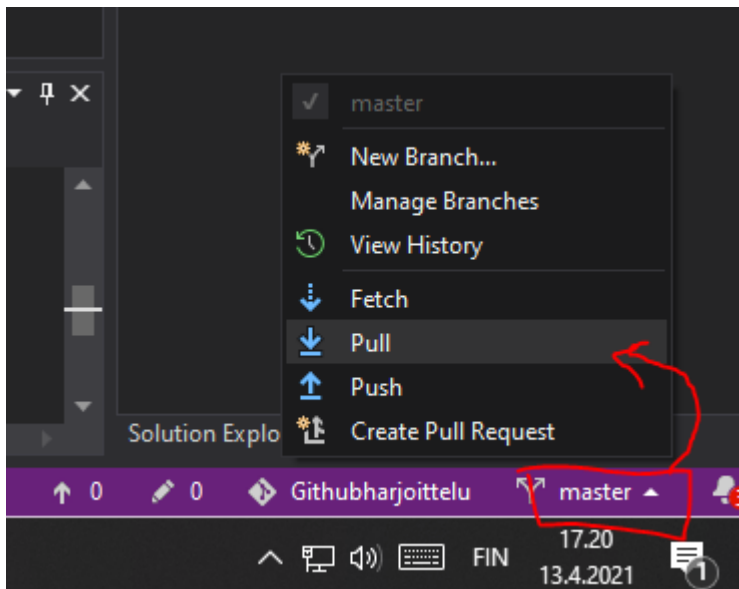 master
New Branch...
Manage Branches
View History
Fetch
Pull
Push
Create Pull Request
Solution Explo
0 0 Githubharjoittelu master
FIN 17.20
13.4.2021
1